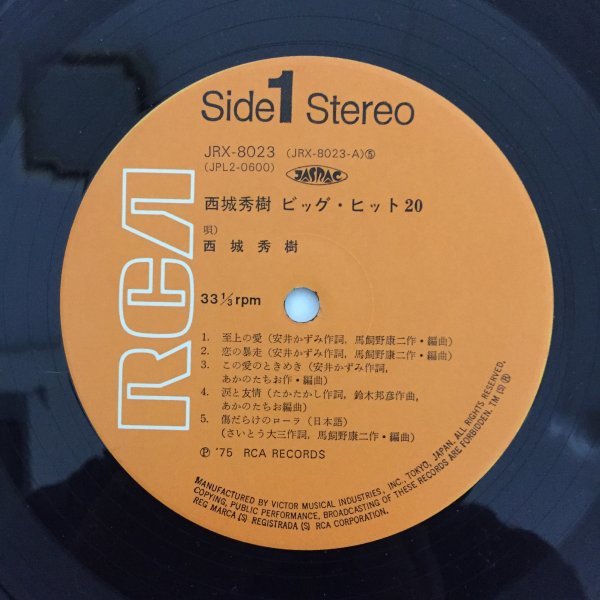 Side 1 Stereo
JRX-8023 (JRX-8023-A)⑤
(JPL2-0600) JASRAC
西城秀樹 ビッグ・ヒット20
唄)
西城秀樹
33⅓rpm
1. 至上の愛(安井かずみ作詞, 馬飼野康二作・編曲)
2. 恋の暴走(安井かずみ作詞, 馬飼野康二作・編曲)
3. この愛のときめき(安井かずみ作詞,
あかのたちお作・編曲)
4. 涙と友情(たかたかし作詞, 鈴木邦彦作曲,
あかのたちお編曲)
5. 傷だらけのローラ(日本語)
(さいとう大三作詞, 馬飼野康二作・編曲)
Ⓟ '75 RCA RECORDS
RCA
MANUFACTURED BY VICTOR MUSICAL INDUSTRIES, INC. TOKYO, JAPAN. ALL RIGHTS RESERVED.
COPYING, PUBLIC PERFORMANCE, BROADCASTING OF THESE RECORDS ARE FORBIDDEN. TM(S)®
REG MARCA(S) REGISTRADA(S) RCA CORPORATION.